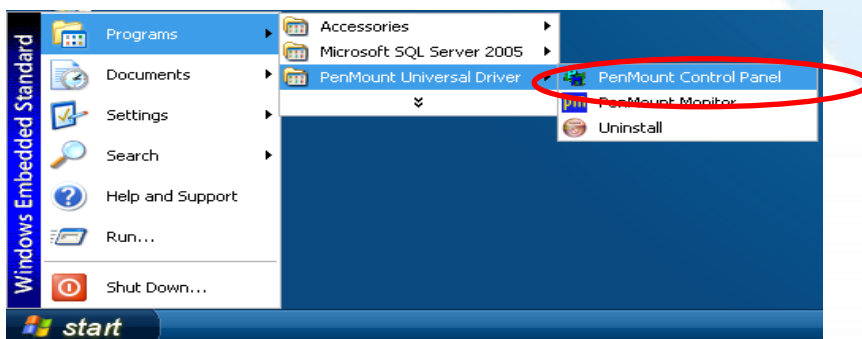 Windows Embedded Standard
Programs
Documents
Settings
Search
Help and Support
Run...
Shut Down...
Accessories
Microsoft SQL Server 2005
PenMount Universal Driver
PenMount Control Panel
PenMount Monitor
Uninstall
start